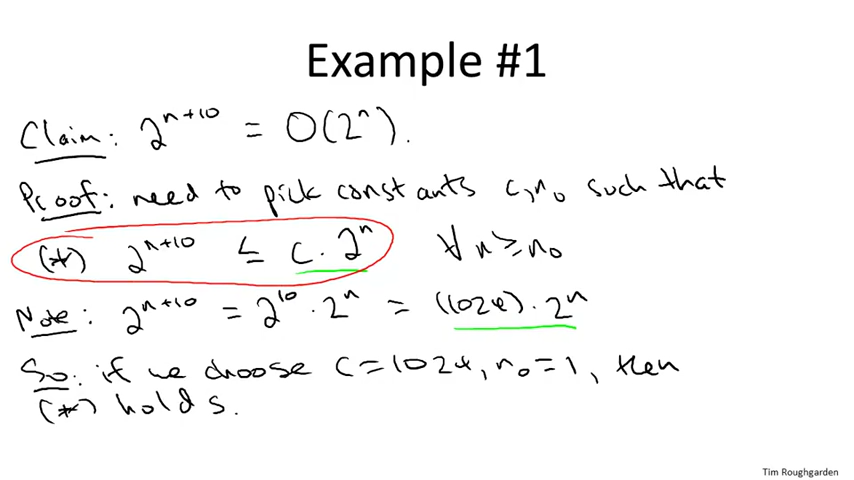 Example #1
Claim: 2^{n+10} = O(2^n).
Proof: need to pick constants c, n₀ such that
(*) 2^{n+10} ≤ c · 2^n ∀ n ≥ n₀
Note: 2^{n+10} = 2^{10} · 2^n = (1024) · 2^n
So: if we choose c = 1024, n₀ = 1, then
(*) holds.
Tim Roughgarden